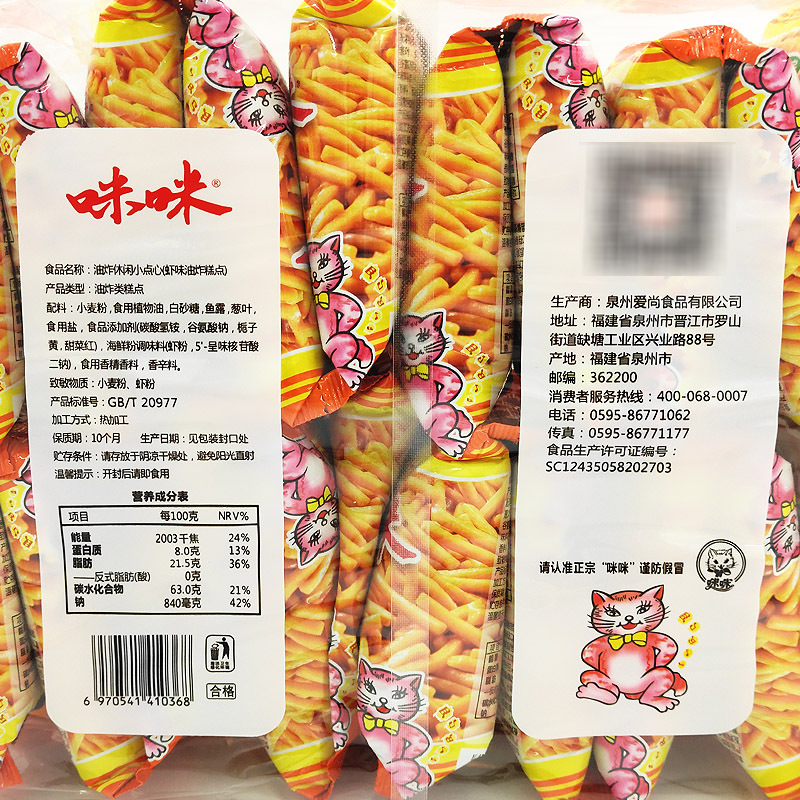 咪咪®
食品名称：油炸休闲小点心(虾味油炸糕点)
产品类型：油炸类糕点
配料：小麦粉,食用植物油,白砂糖,鱼露,葱叶,
食用盐，食品添加剂(碳酸氢铵、谷氨酸钠，栀子
黄,甜菜红)，海鲜粉调味料(虾粉，5'-呈味核苷酸
二钠)，食用香精香料，香辛料。
致敏物质：小麦粉、虾粉
产品标准号：GB/T 20977
加工方式：热加工
保质期：10个月 生产日期：见包装封口处
贮存条件：请存放于阴凉干燥处，避免阳光直射
温馨提示：开封后请即食用
营养成分表
项目 每100克 NRV%
能量 2003千焦 24%
蛋白质 8.0克 13%
脂肪 21.5克 36%
——反式脂肪(酸) 0克
碳水化合物 63.0克 21%
钠 840毫克 42%
6 970541 410368
合格
生产商：泉州爱尚食品有限公司
地址：福建省泉州市晋江市罗山
街道缺塘工业区兴业路88号
产地：福建省泉州市
邮编：362200
消费者服务热线：400-068-0007
电话：0595-86771062
传真：0595-86771177
食品生产许可证编号：
SC12435058202703
请认准正宗"咪咪"谨防假冒
咪咪